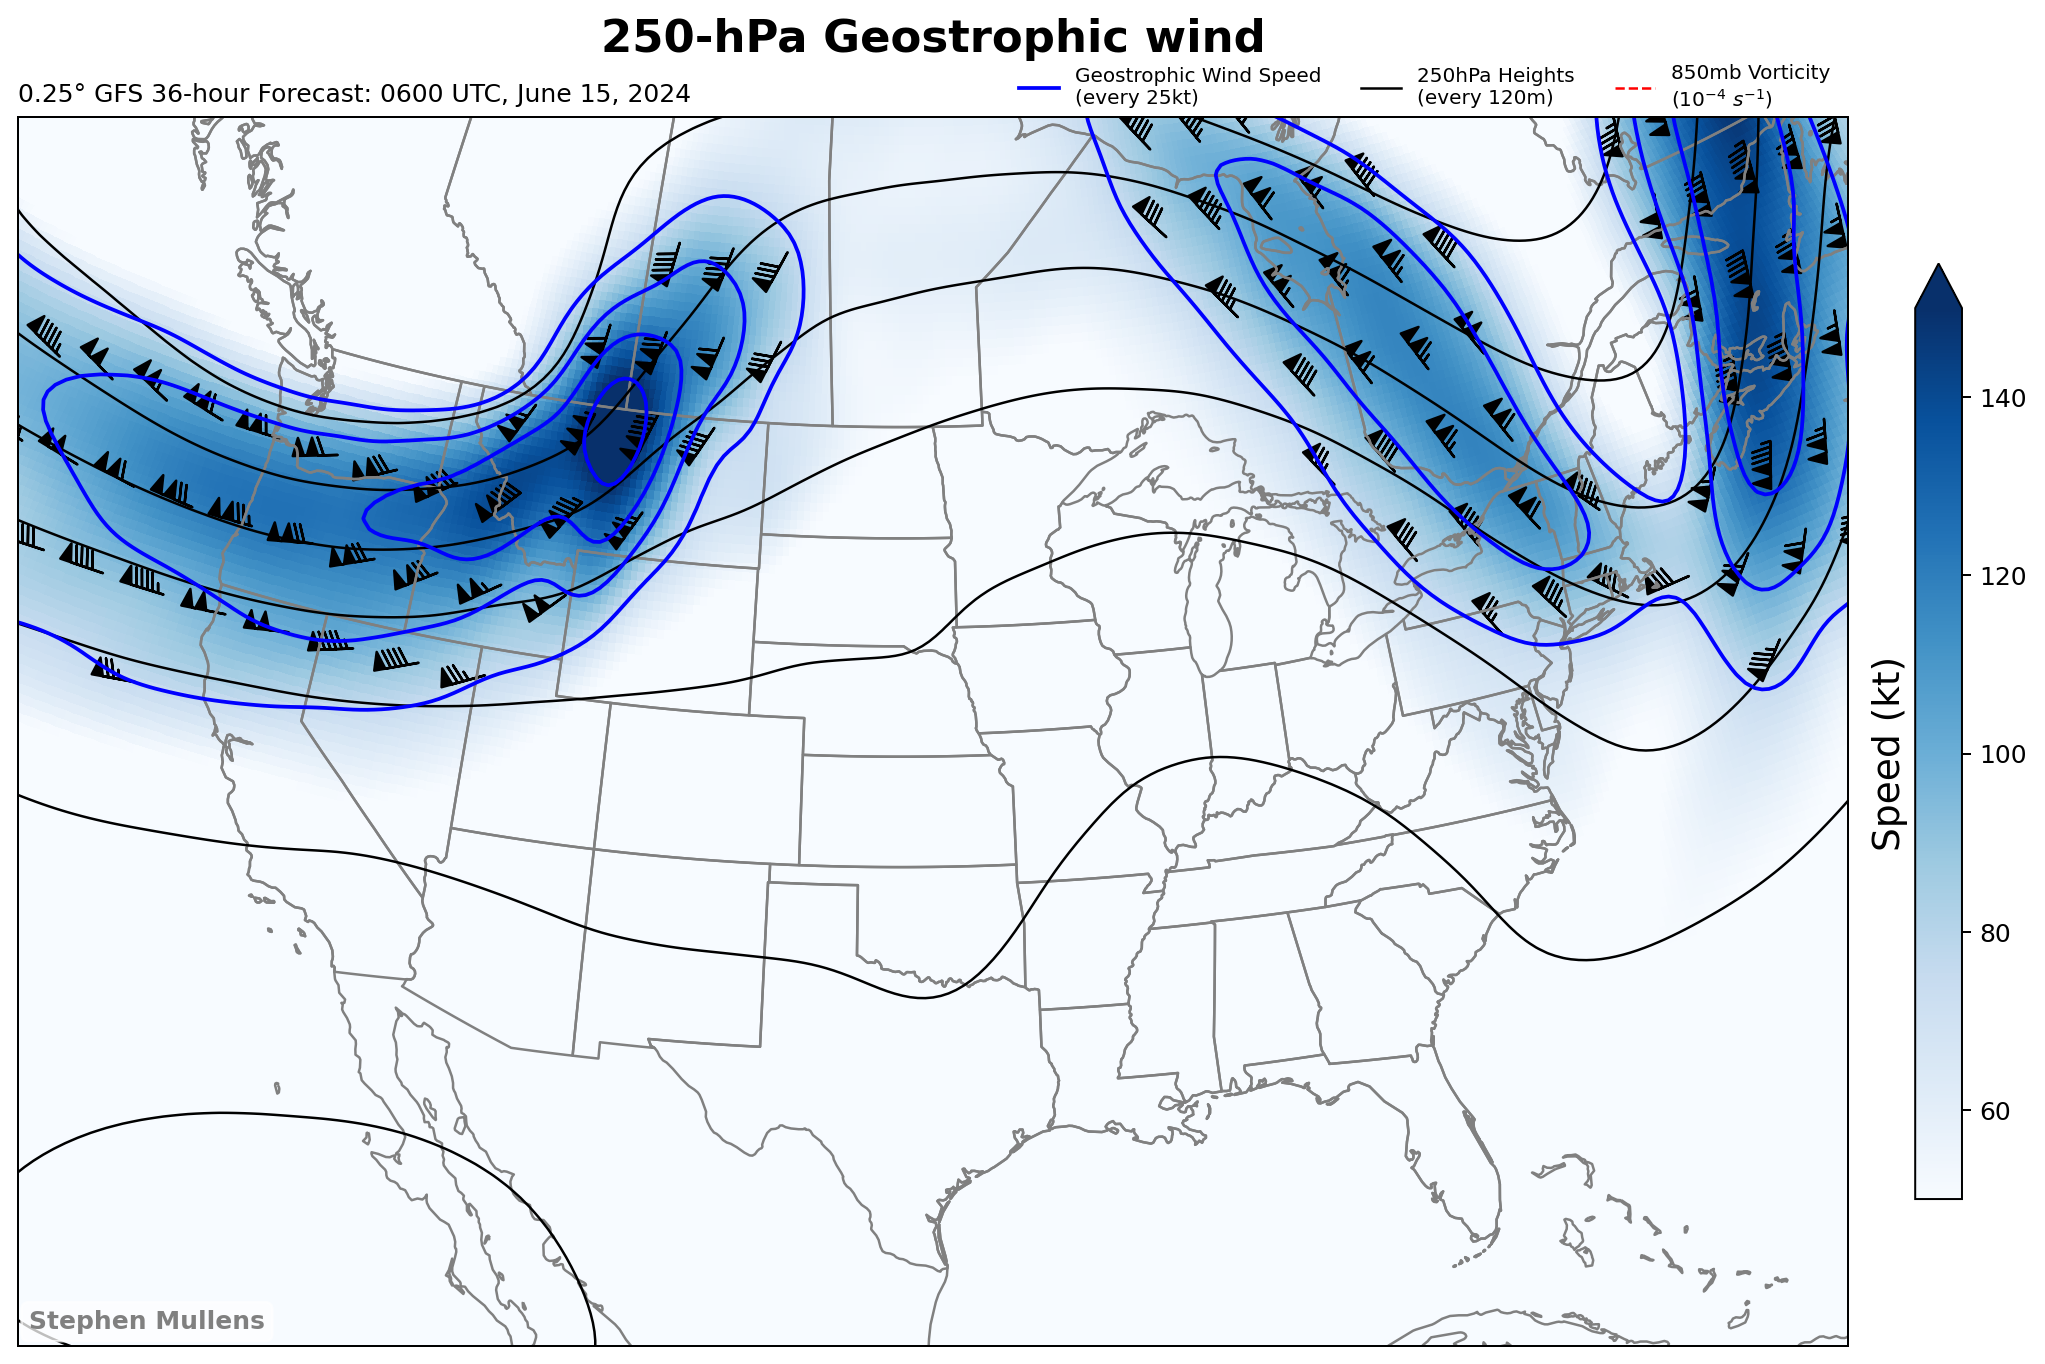 250-hPa Geostrophic wind
0.25° GFS 36-hour Forecast: 0600 UTC, June 15, 2024
Geostrophic Wind Speed
(every 25kt)
250hPa Heights
(every 120m)
850mb Vorticity
(10⁻⁴ s⁻¹)
140
120
100
80
60
Speed (kt)
Stephen Mullens